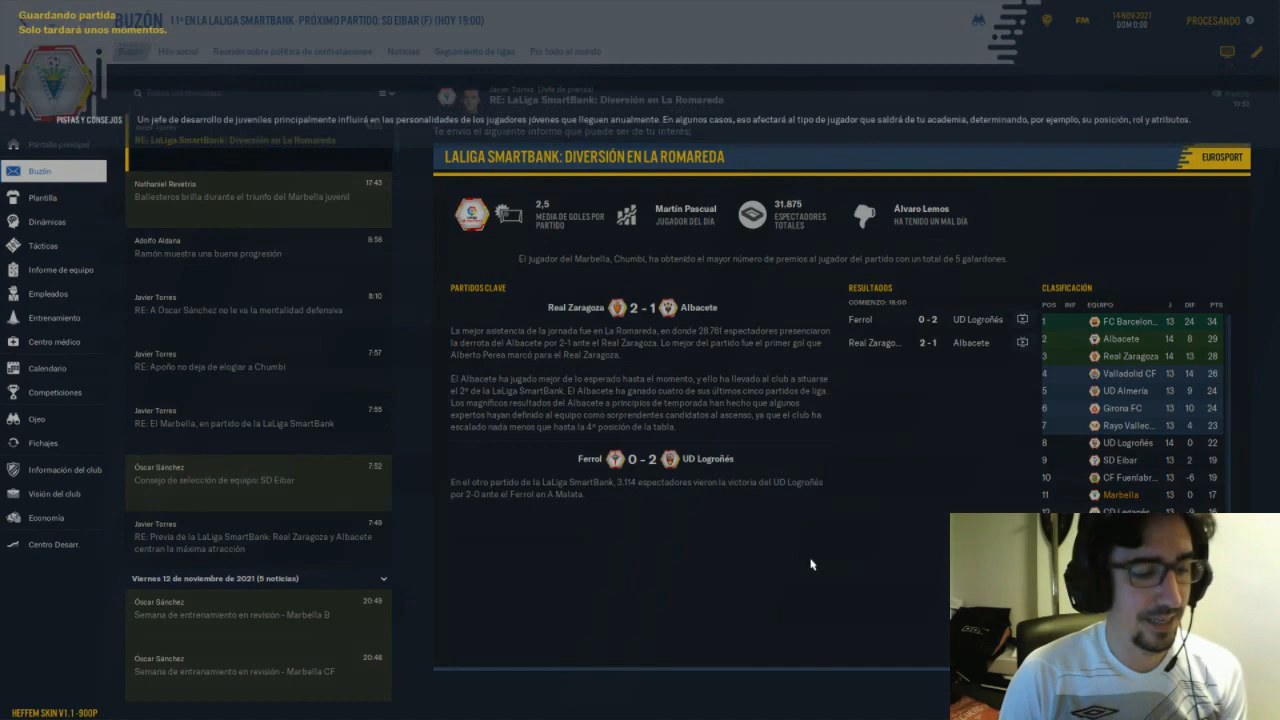 Guardando partida
Solo tardará unos momentos.
BUZÓN
11º EN LA LALIGA SMARTBANK · PRÓXIMO PARTIDO: SD EIBAR (F) (HOY 19:00)
FM
14 NOV 2021
DOM 0:00
PROCESANDO
Buzón
Hilo social
Reunión sobre política de contrataciones
Noticias
Seguimiento de ligas
Por todo el mundo
PISTAS Y CONSEJOS
Un jefe de desarrollo de juveniles principalmente influirá en las personalidades de los jugadores jóvenes que lleguen anualmente. En algunos casos, eso afectará al tipo de jugador que saldrá de tu academia, determinando, por ejemplo, su posición, rol y atributos.
Pantalla principal
Buzón
Plantilla
Dinámicas
Tácticas
Informe de equipo
Empleados
Entrenamiento
Centro médico
Calendario
Competiciones
Ojeo
Fichajes
Información del club
Visión del club
Economía
Centro Desarr.
HEFFEM SKIN V1.1 -900P
Javier Torres
RE: LaLiga SmartBank: Diversión en La Romareda
Nathaniel Revetria 17:43
Ballesteros brilla durante el triunfo del Marbella juvenil
Adolfo Aldana 8:58
Ramón muestra una buena progresión
Javier Torres 8:10
RE: A Óscar Sánchez no le va la mentalidad defensiva
Javier Torres 7:57
RE: Apoño no deja de elogiar a Chumbi
Javier Torres 7:55
RE: El Marbella, en partido de la LaLiga SmartBank
Óscar Sánchez 7:52
Consejo de selección de equipo: SD Eibar
Javier Torres 7:49
RE: Previa de la LaLiga SmartBank: Real Zaragoza y Albacete
centran la máxima atracción
Viernes 12 de noviembre de 2021 (5 noticias)
Óscar Sánchez 20:49
Semana de entrenamiento en revisión - Marbella B
Óscar Sánchez 20:48
Semana de entrenamiento en revisión - Marbella CF
Javier Torres (Jefe de prensa)
RE: LaLiga SmartBank: Diversión en La Romareda
Te envío el siguiente informe que puede ser de tu interés:
LALIGA SMARTBANK: DIVERSIÓN EN LA ROMAREDA
EUROSPORT
2,5
MEDIA DE GOLES POR
PARTIDO
Martín Pascual
JUGADOR DEL DÍA
31.875
ESPECTADORES
TOTALES
Álvaro Lemos
HA TENIDO UN MAL DÍA
El jugador del Marbella, Chumbi, ha obtenido el mayor número de premios al jugador del partido con un total de 5 galardones.
PARTIDOS CLAVE
Real Zaragoza 2 - 1 Albacete
La mejor asistencia de la jornada fue en La Romareda, en donde 28.761 espectadores presenciaron
la derrota del Albacete por 2-1 ante el Real Zaragoza. Lo mejor del partido fue el primer gol que
Alberto Perea marcó para el Real Zaragoza.
El Albacete ha jugado mejor de lo esperado hasta el momento, y ello ha llevado al club a situarse
el 2º de la LaLiga SmartBank. El Albacete ha ganado cuatro de sus últimos cinco partidos de liga.
Los magníficos resultados del Albacete a principios de temporada han hecho que algunos
expertos hayan definido al equipo como sorprendentes candidatos al ascenso, ya que el club ha
escalado nada menos que hasta la 4ª posición de la tabla.
Ferrol 0 - 2 UD Logroñés
En el otro partido de la LaLiga SmartBank, 3.114 espectadores vieron la victoria del UD Logroñés
por 2-0 ante el Ferrol en A Malata.
RESULTADOS
COMIENZO: 18:00
Ferrol 0 - 2 UD Logroñés
Real Zarago... 2 - 1 Albacete
CLASIFICACIÓN
POS INF EQUIPO J DIF PTS
1 FC Barcelon... 13 24 34
2 Albacete 14 8 29
3 Real Zaragoza 14 13 28
4 Valladolid CF 13 14 26
5 UD Almería 13 9 24
6 Girona FC 13 10 24
7 Rayo Vallec... 13 4 23
8 UD Logroñés 14 0 22
9 SD Eibar 13 2 19
10 CF Fuenlabr... 13 -6 19
11 Marbella 13 0 17
12 CD Leganés 13 -9 16